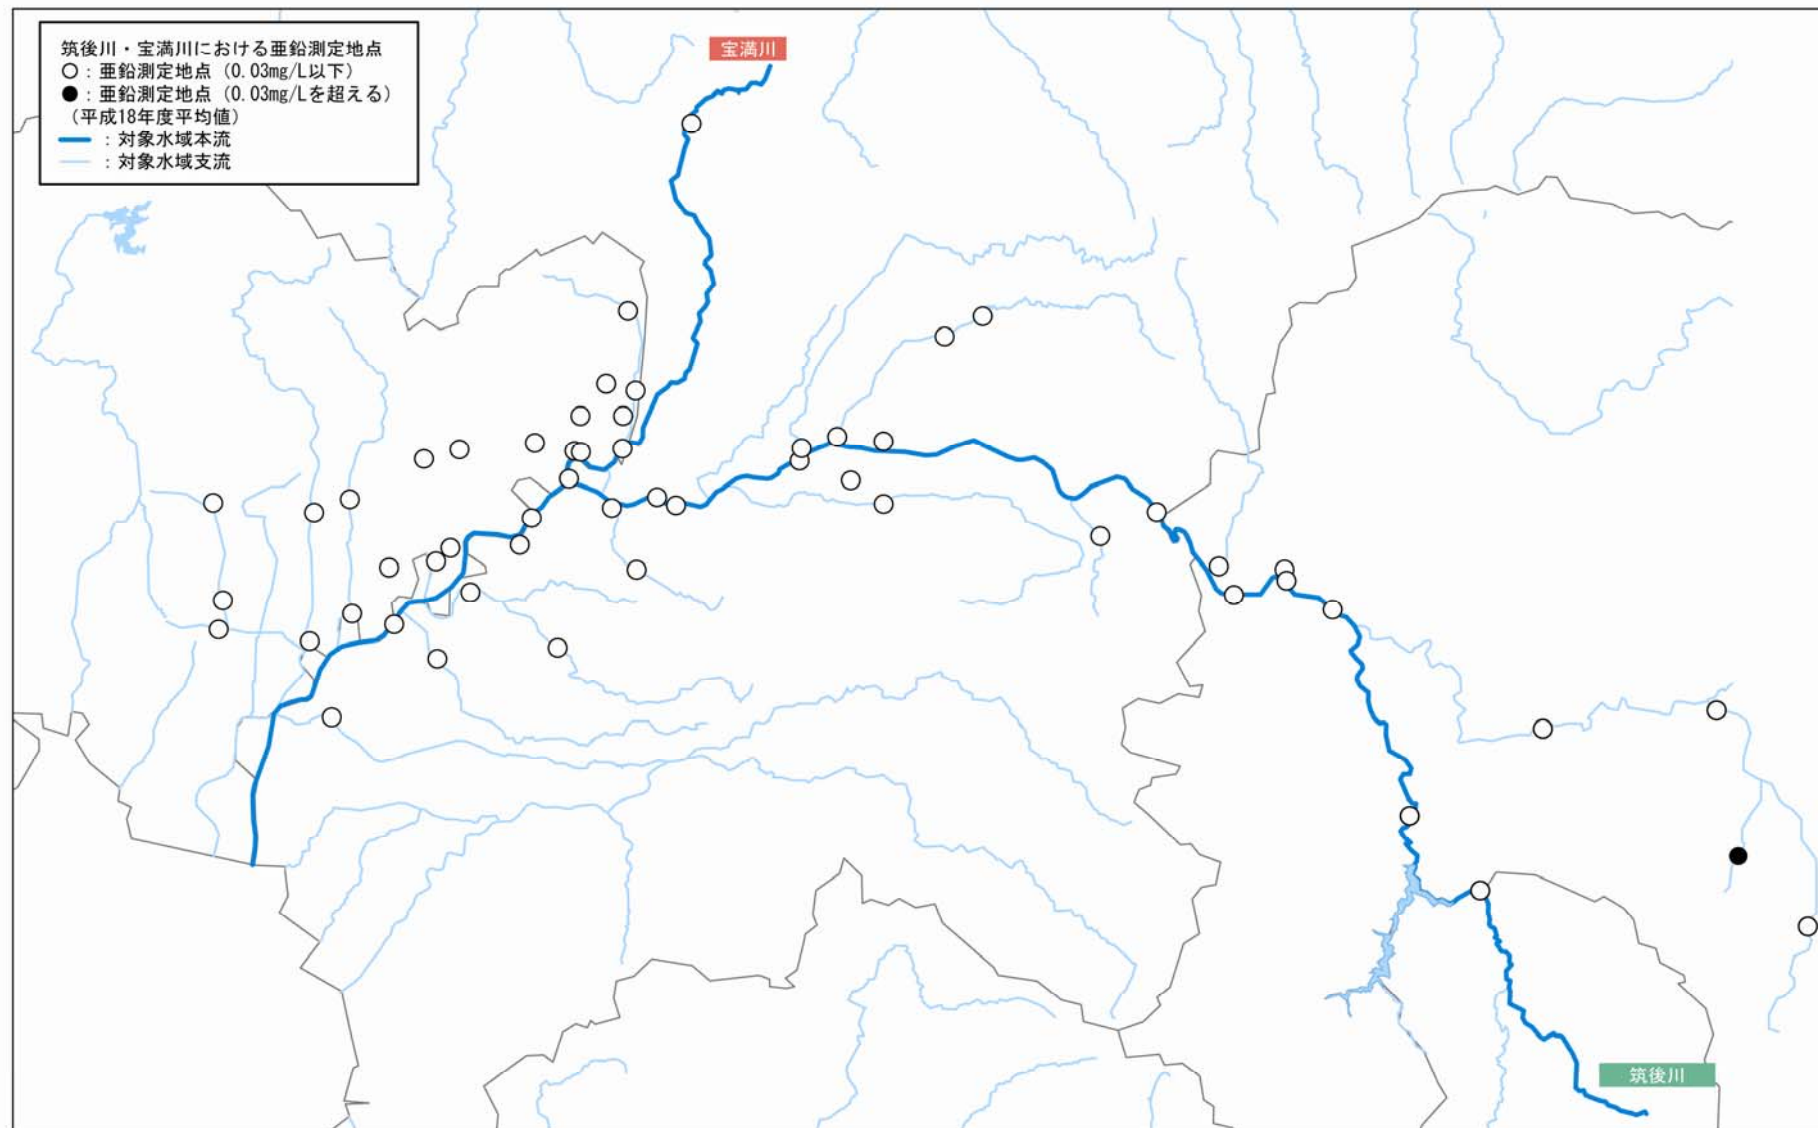 筑後川・宝満川における亜鉛測定地点
○：亜鉛測定地点（0.03mg/L以下）
●：亜鉛測定地点（0.03mg/Lを超える）
（平成18年度平均値）
：対象水域本流
：対象水域支流
宝満川
筑後川